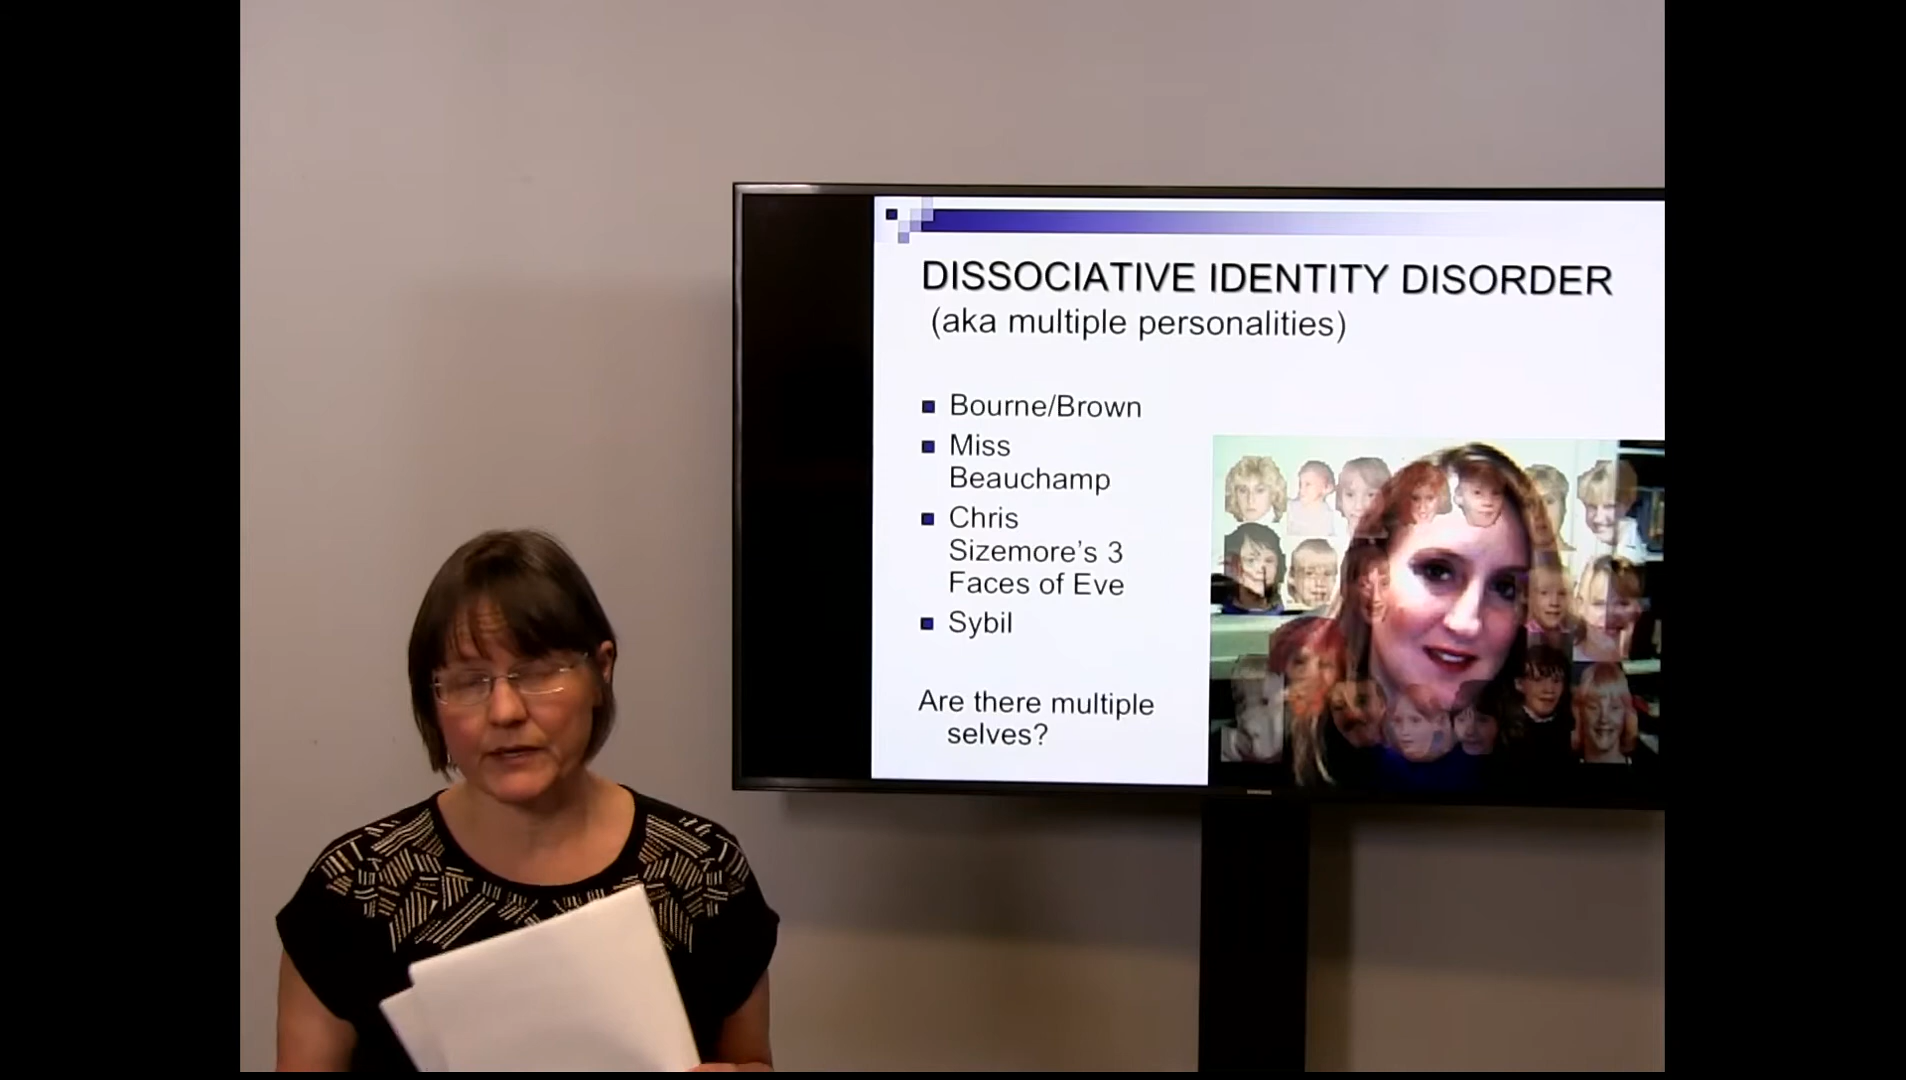 DISSOCIATIVE IDENTITY DISORDER
(aka multiple personalities)
Bourne/Brown
Miss
Beauchamp
Chris
Sizemore's 3
Faces of Eve
Sybil
Are there multiple
selves?
SAMSUNG